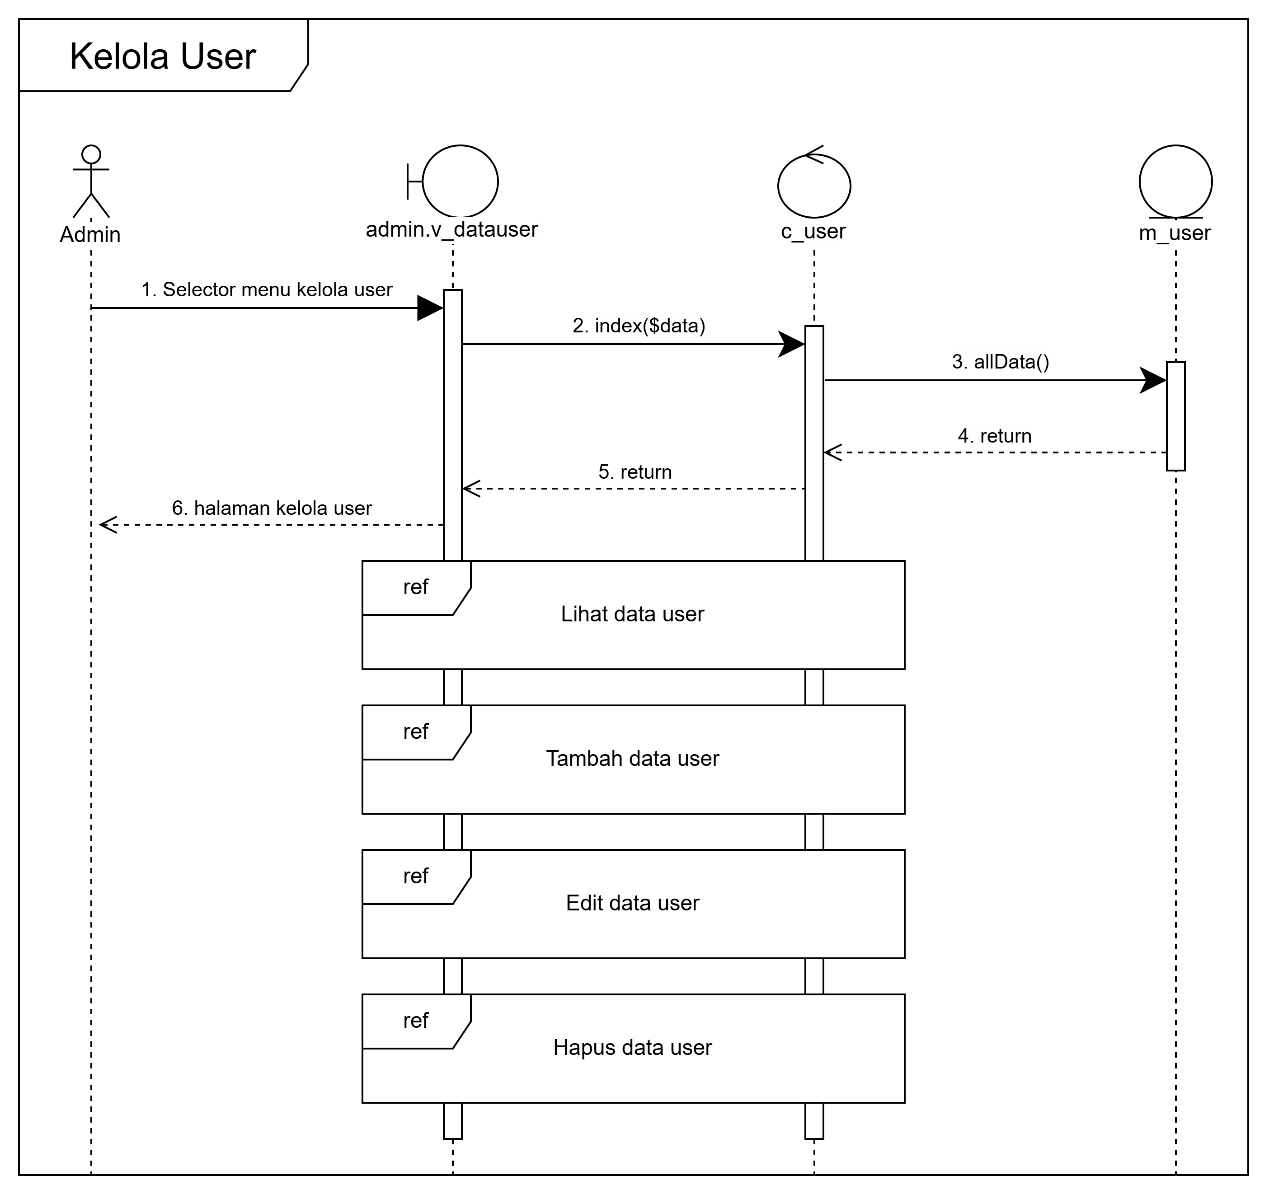 Kelola User
Admin
admin.v_datauser
c_user
m_user
1. Selector menu kelola user
2. index($data)
3. allData()
4. return
5. return
6. halaman kelola user
ref
Lihat data user
ref
Tambah data user
ref
Edit data user
ref
Hapus data user